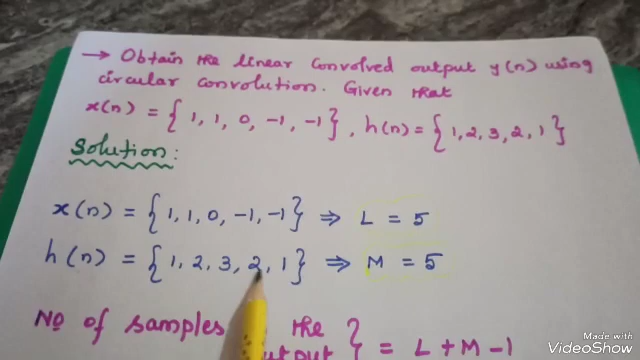 → Obtain the linear convolved output y(n) using
circular convolution. Given that
x(n) = { 1, 1, 0, -1, -1}, h(n) = { 1, 2, 3, 2, 1 }
Solution:
x(n) = { 1, 1, 0, -1, -1} ⇒ L = 5
h(n) = { 1, 2, 3, 2, 1 } ⇒ M = 5
No of samples the } = L + M - 1
Made with
VideoShow